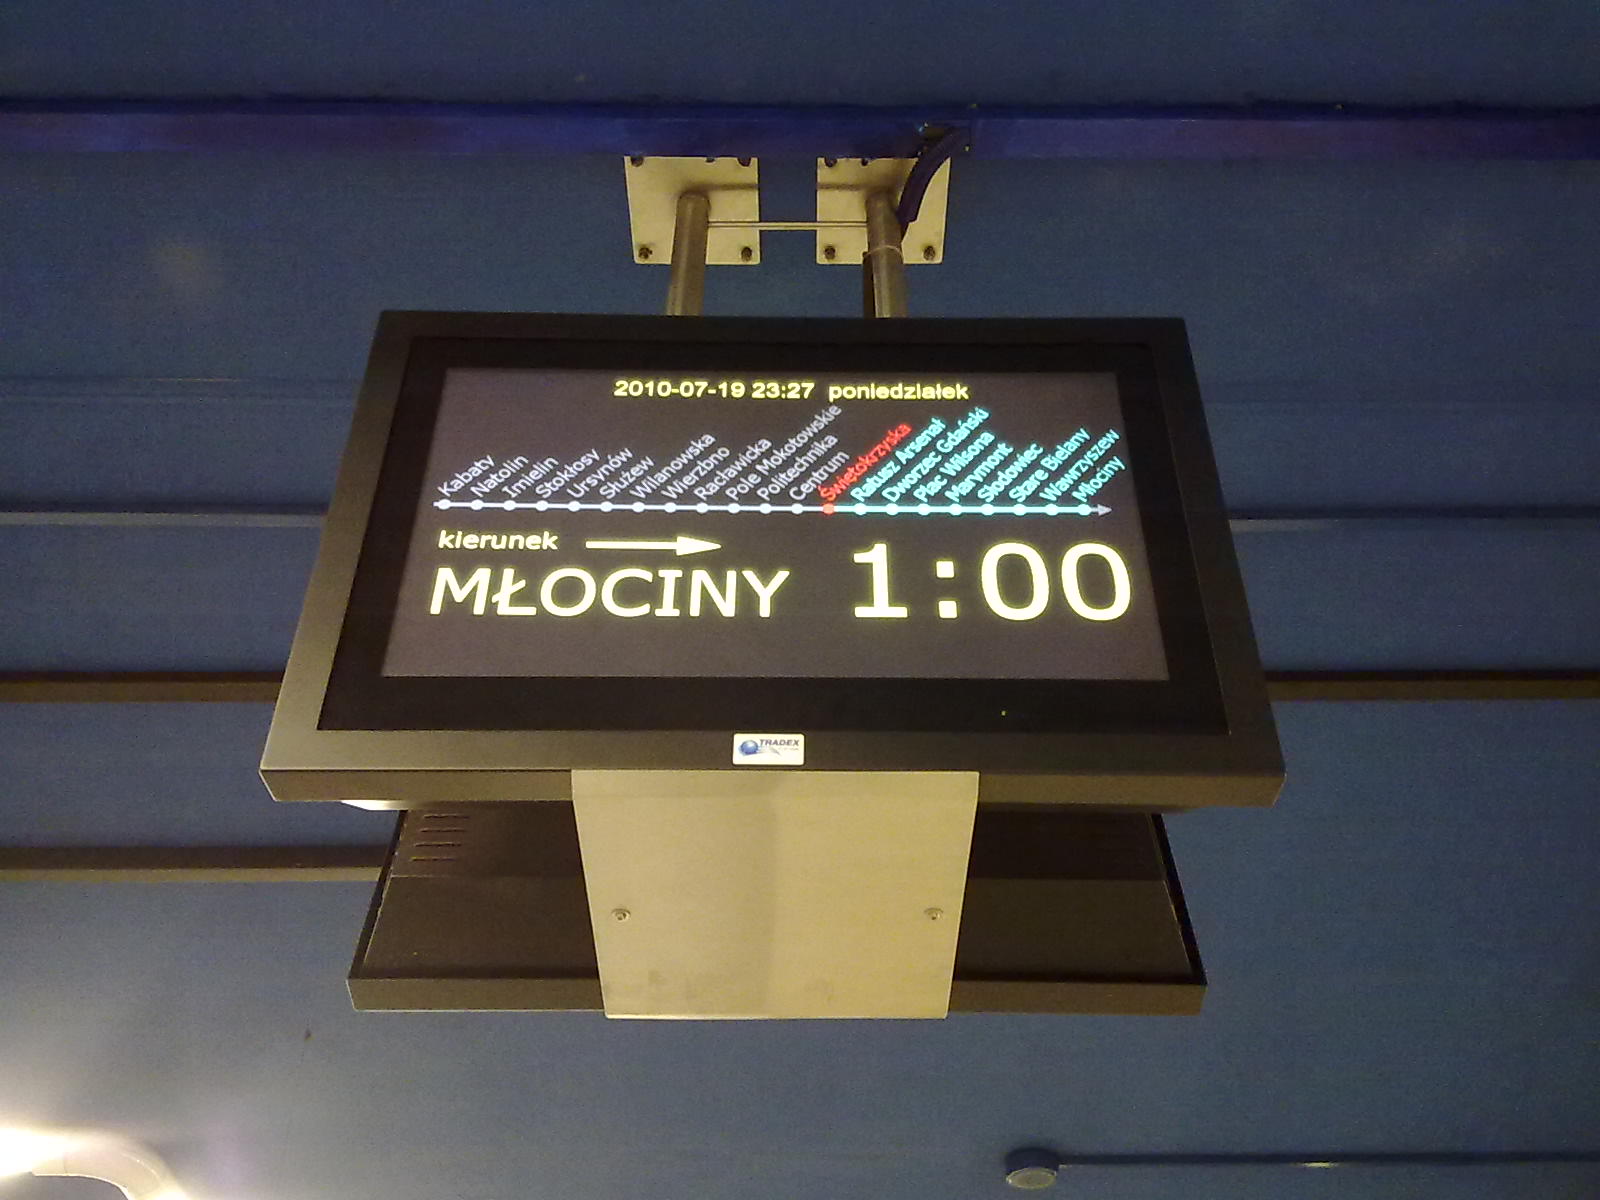 2010-07-19 23:27 poniedziałek
Kabaty
Natolin
Imielin
Stokłosy
Ursynów
Służew
Wilanowska
Wierzbno
Racławicka
Pole Mokotowskie
Politechnika
Centrum
Świętokrzyska
Ratusz Arsenał
Dworzec Gdański
Plac Wilsona
Marymont
Słodowiec
Stare Bielany
Wawrzyszew
Młociny
kierunek
MŁOCINY 1:00
TRADEX